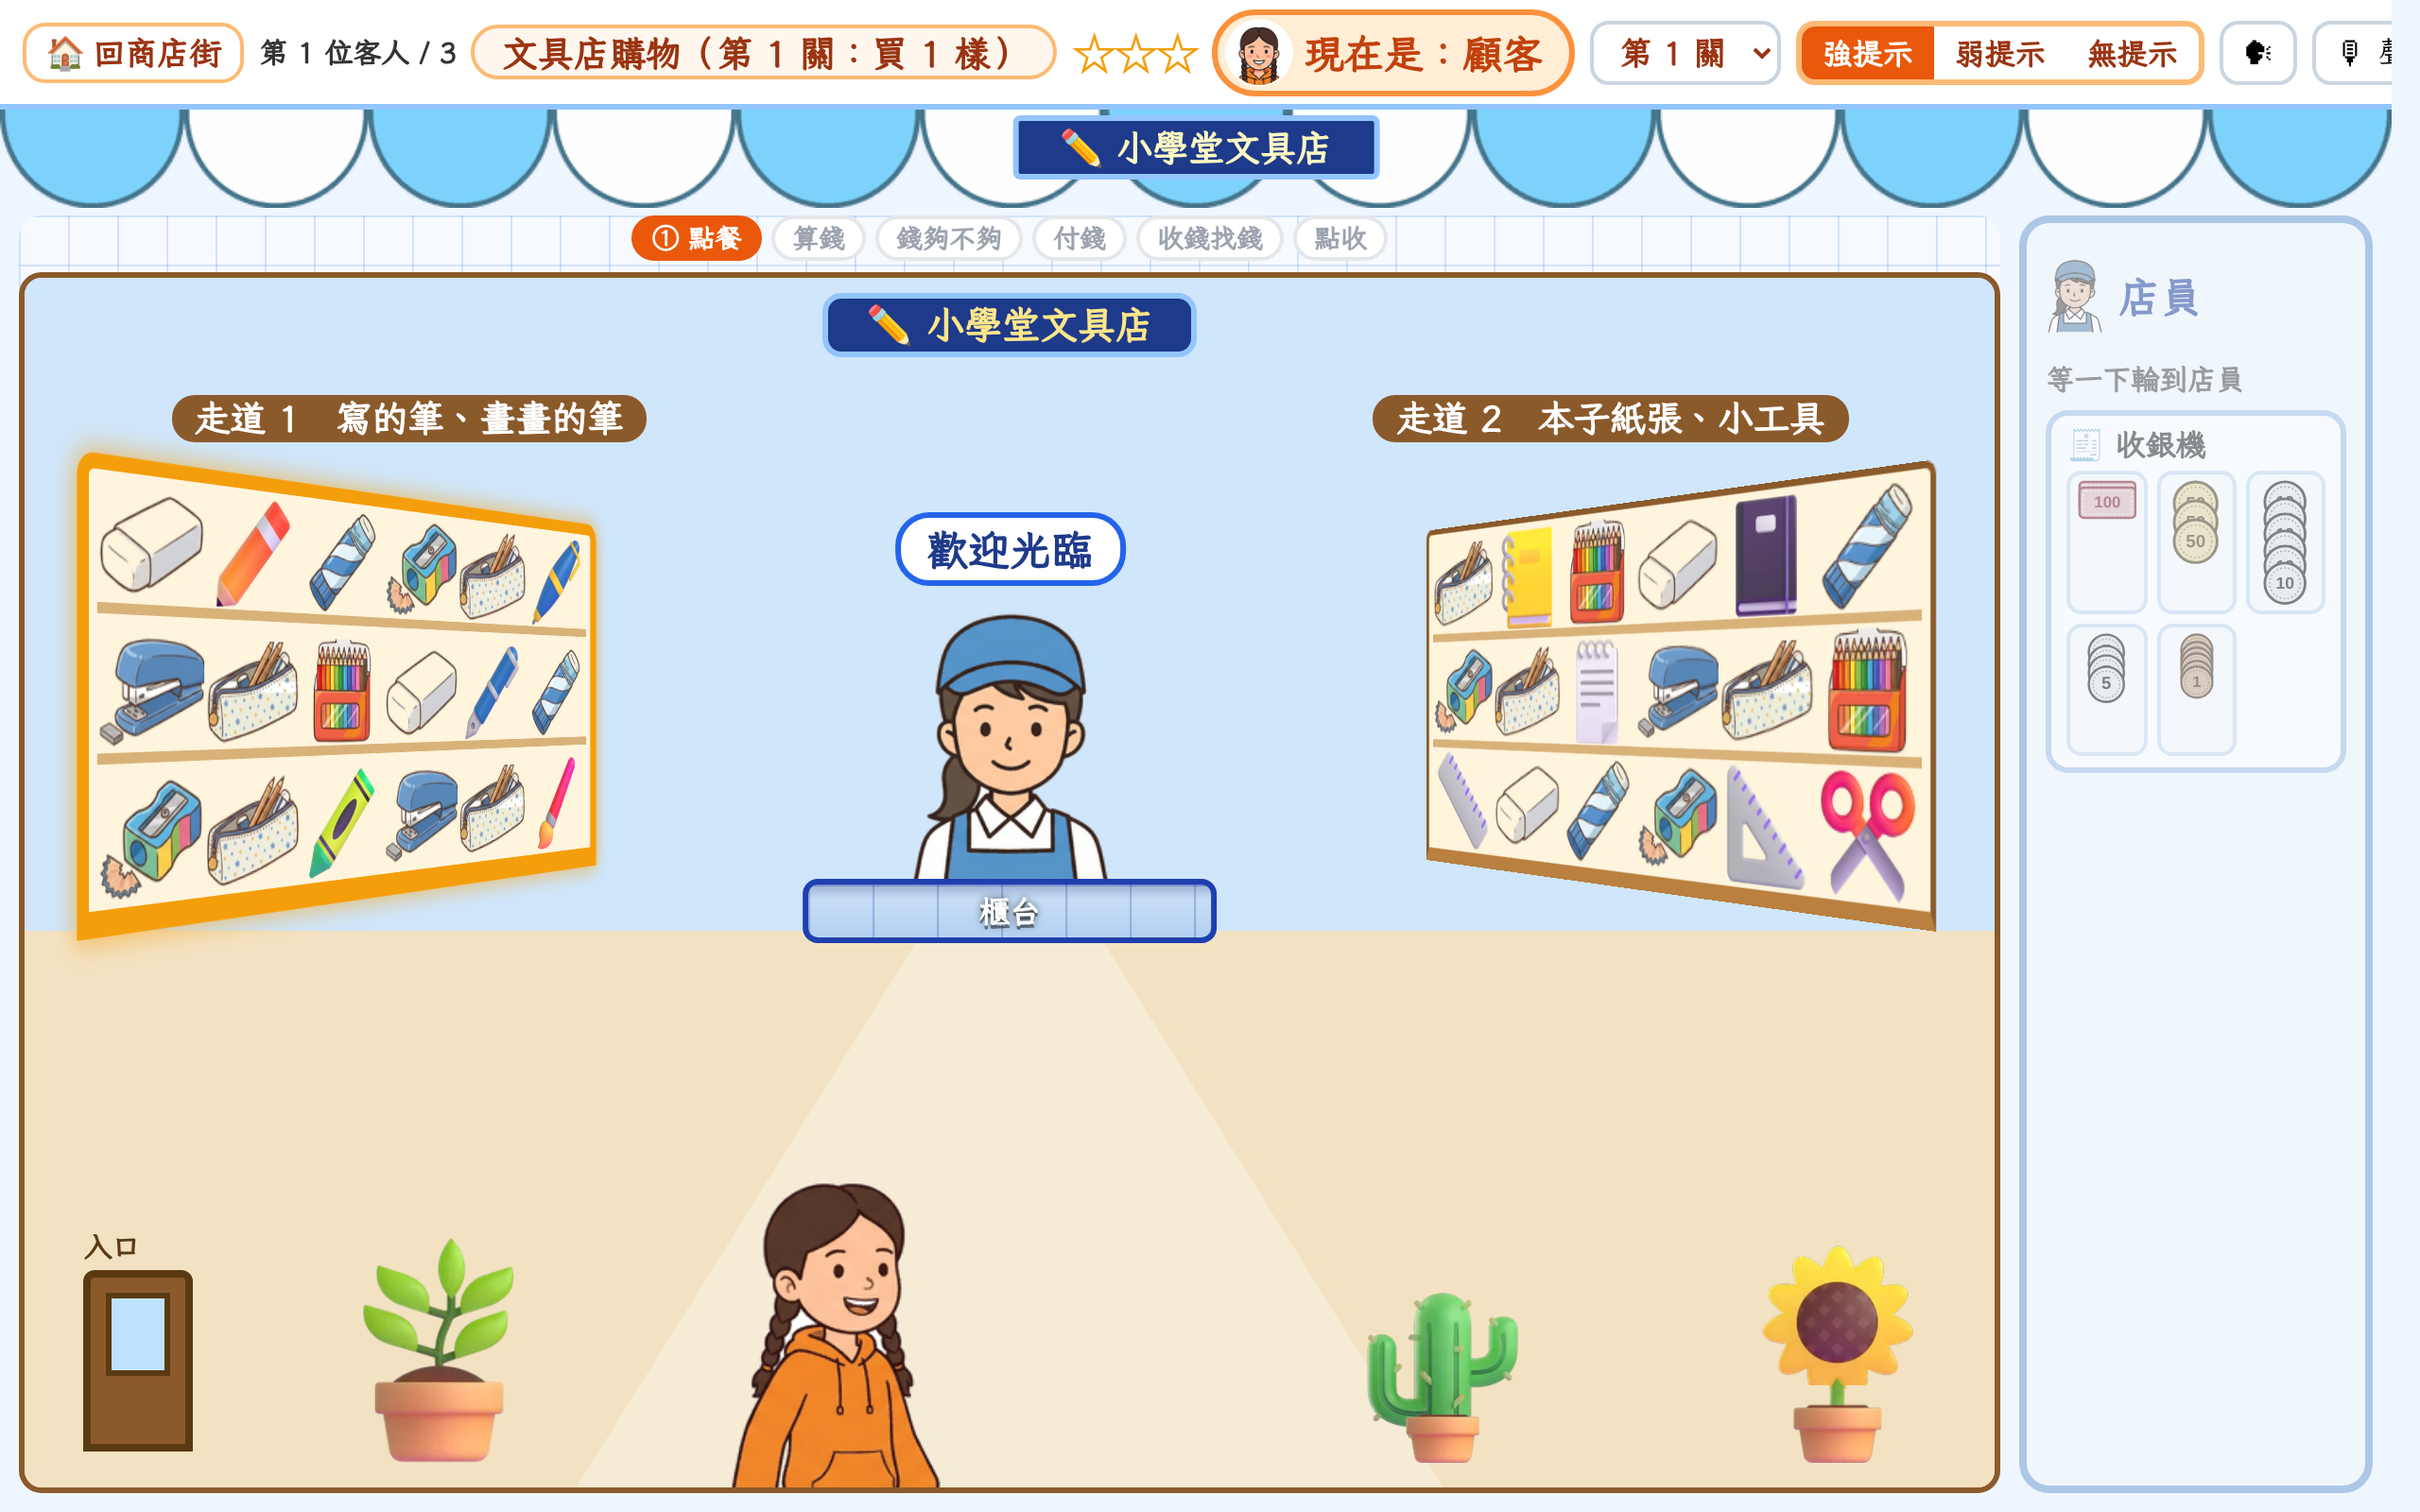 回商店街
第 1 位客人 / 3
文具店購物（第 1 關：買 1 樣）
現在是：顧客
第 1 關
強提示
弱提示
無提示
小學堂文具店
① 點餐
算錢
錢夠不夠
付錢
收錢找錢
點收
小學堂文具店
走道 1　寫的筆、畫畫的筆
走道 2　本子紙張、小工具
歡迎光臨
櫃台
入口
店員
等一下輪到店員
收銀機
100
50
10
5
1